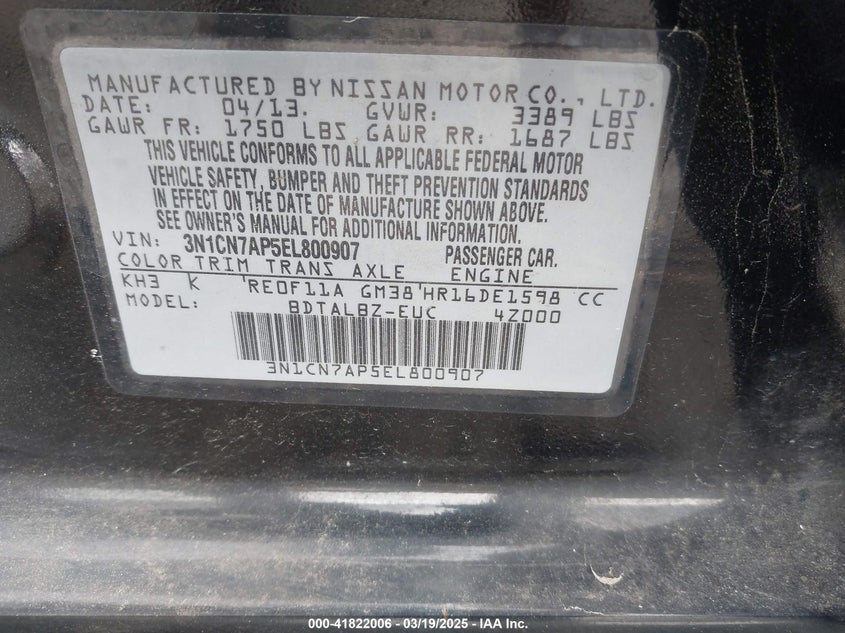 MANUFACTURED BY NISSAN MOTOR CO., LTD.
DATE: 04/13. GVWR: 3389 LBS
GAWR FR: 1750 LBS GAWR RR: 1687 LBS
THIS VEHICLE CONFORMS TO ALL APPLICABLE FEDERAL MOTOR
VEHICLE SAFETY, BUMPER AND THEFT PREVENTION STANDARDS
IN EFFECT ON THE DATE OF MANUFACTURE SHOWN ABOVE.
SEE OWNER'S MANUAL FOR ADDITIONAL INFORMATION.
VIN: 3N1CN7AP5EL800907 PASSENGER CAR.
COLOR TRIM TRANS AXLE ENGINE
KH3 K RE0F11A GM38 HR16DE1598 CC
MODEL: BDTALBZ-EUC 4Z000
3N1CN7AP5EL800907
000-41822006 - 03/19/2025 - IAA Inc.